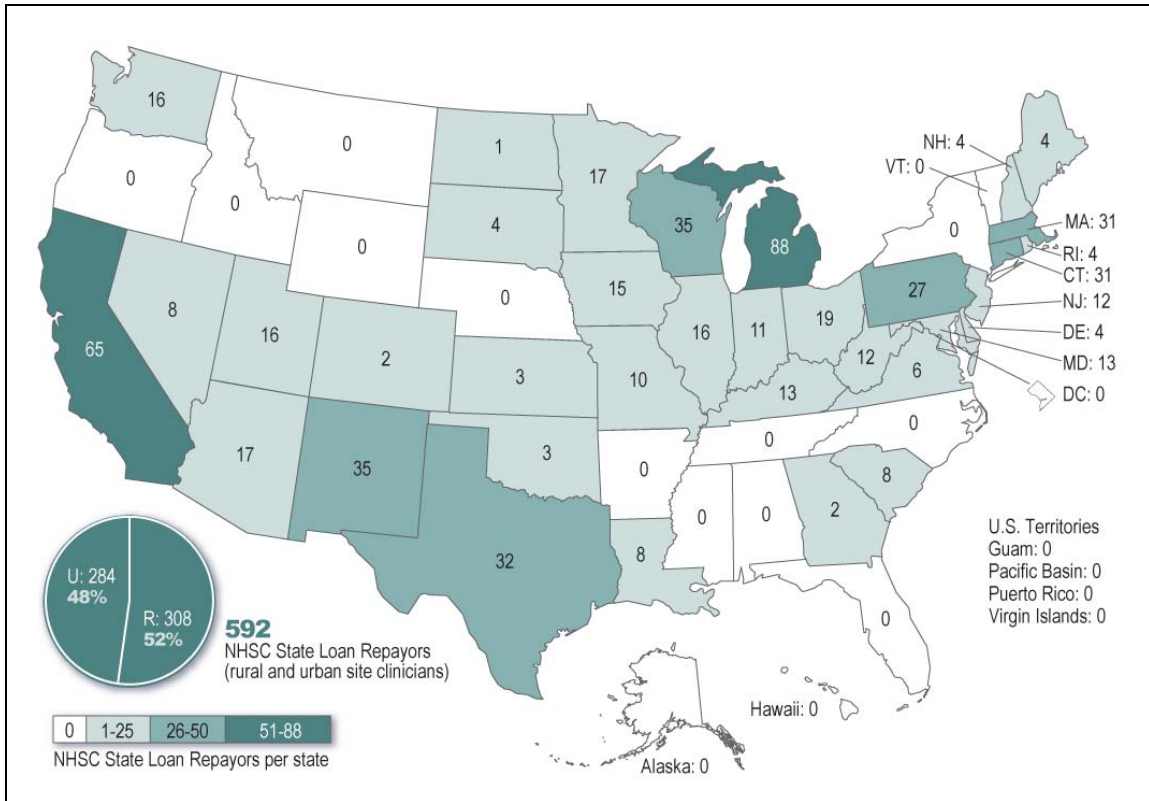 16
0
1
NH: 4
4
0
17
VT: 0
0
0
4
35
88
0
MA: 31
RI: 4
CT: 31
0
15
27
NJ: 12
8
16
2
16
11
19
DE: 4
65
12
MD: 13
3
10
6
13
DC: 0
17
35
3
0
0
0
8
0
0
2
32
8
U.S. Territories
Guam: 0
Pacific Basin: 0
Puerto Rico: 0
Virgin Islands: 0
U: 284
48%
R: 308
52%
592
NHSC State Loan Repayors
(rural and urban site clinicians)
0
Hawaii: 0
Alaska: 0
0 1-25 26-50 51-88
NHSC State Loan Repayors per state